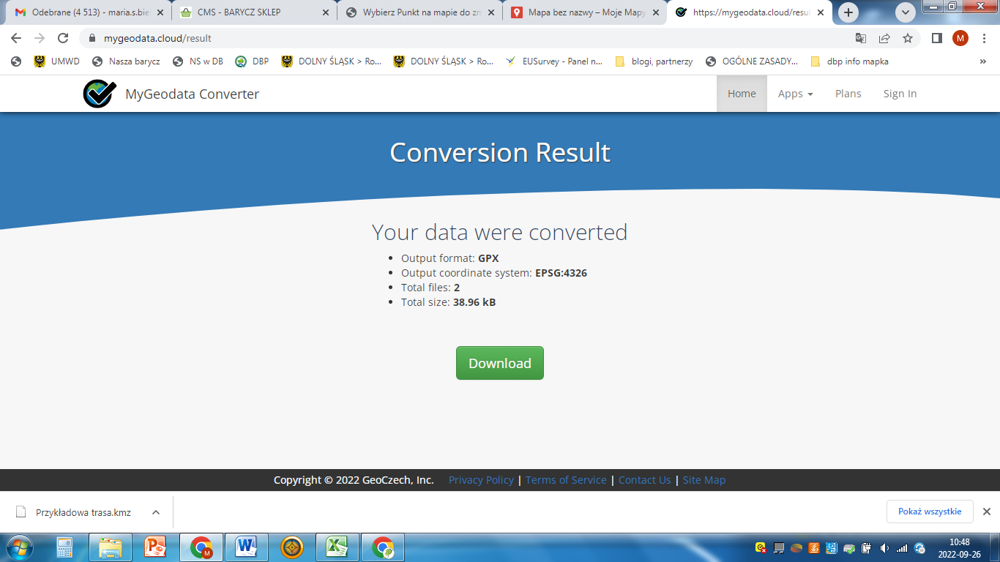 Odebrane (4 513) - maria.s.bie
CMS - BARYCZ SKLEP
Wybierz Punkt na mapie do zn
Mapa bez nazwy – Moje Mapy
https://mygeodata.cloud/resul
mygeodata.cloud/result
M
UMWD
Nasza barycz
NS w DB
DBP
DOLNY ŚLĄSK > Ro...
DOLNY ŚLĄSK > Ro...
EUSurvey - Panel n...
blogi, partnerzy
OGÓLNE ZASADY...
dbp info mapka
»
MyGeodata Converter
Home
Apps
Plans
Sign In
Conversion Result
Your data were converted
• Output format: GPX
• Output coordinate system: EPSG:4326
• Total files: 2
• Total size: 38.96 kB
Download
Copyright © 2022 GeoCzech, Inc. Privacy Policy | Terms of Service | Contact Us | Site Map
Przykładowa trasa.kmz
Pokaż wszystkie
M
10:48
2022-09-26